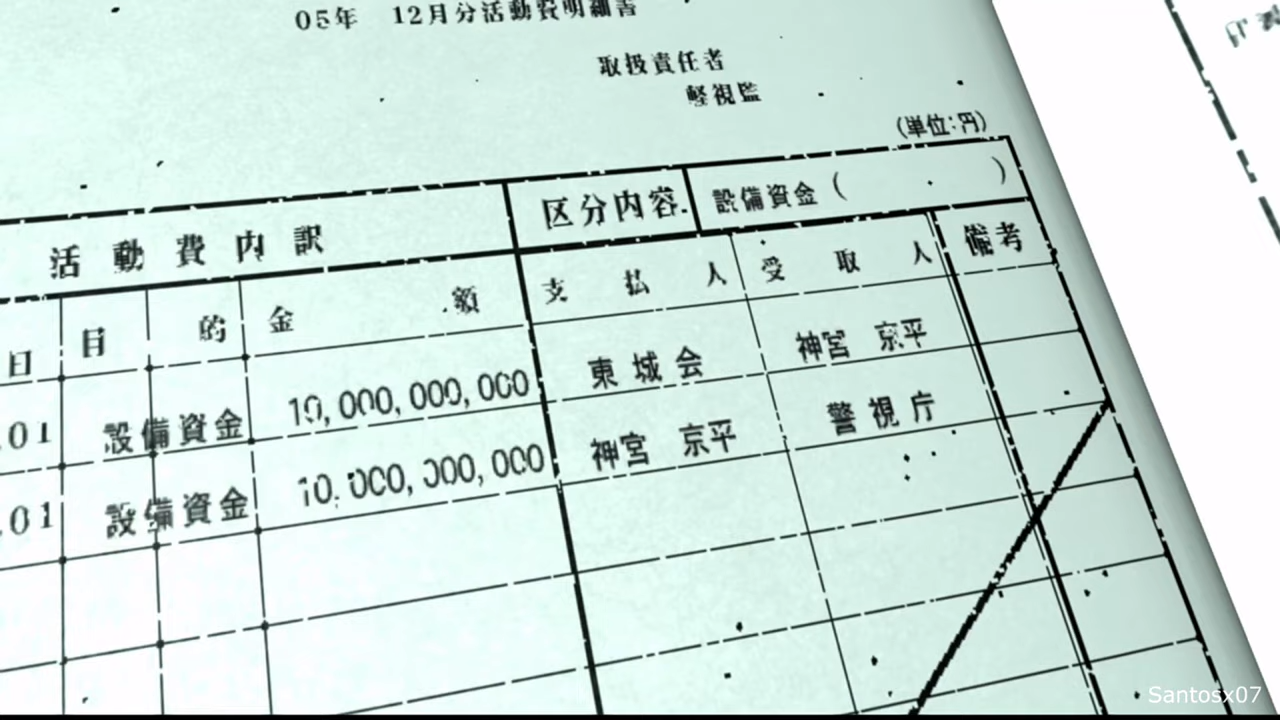 05年 12月分活動費明細書
取扱責任者
軽視監
(単位:円)
活動費内訳 区分内容 設備資金 ( )
日 目的 金額 支払人 受取人 備考
.01 設備資金 10,000,000,000 東城会 神宮 京平
.01 設備資金 10,000,000,000 神宮 京平 警視庁
Santosx07